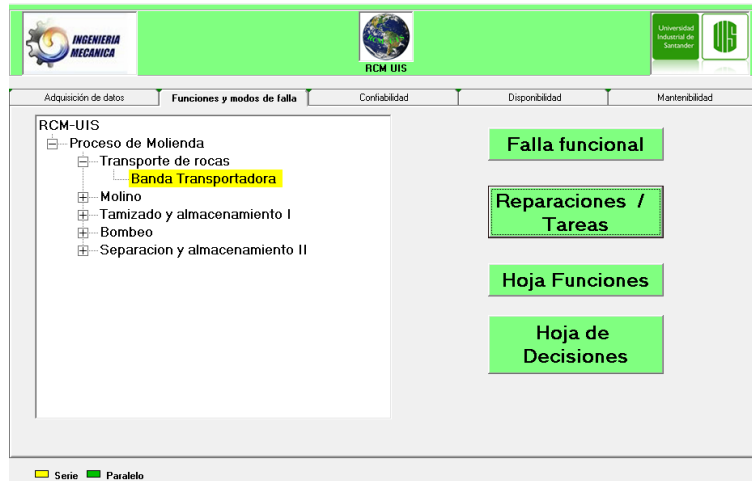 INGENIERIA
MECANICA
RCM UIS
Universidad
Industrial de
Santander
UIS
Adquisición de datos
Funciones y modos de falla
Confiabilidad
Disponibilidad
Mantenibilidad
RCM-UIS
Proceso de Molienda
Transporte de rocas
Banda Transportadora
Molino
Tamizado y almacenamiento I
Bombeo
Separacion y almacenamiento II
Falla funcional
Reparaciones /
Tareas
Hoja Funciones
Hoja de
Decisiones
Serie
Paralelo